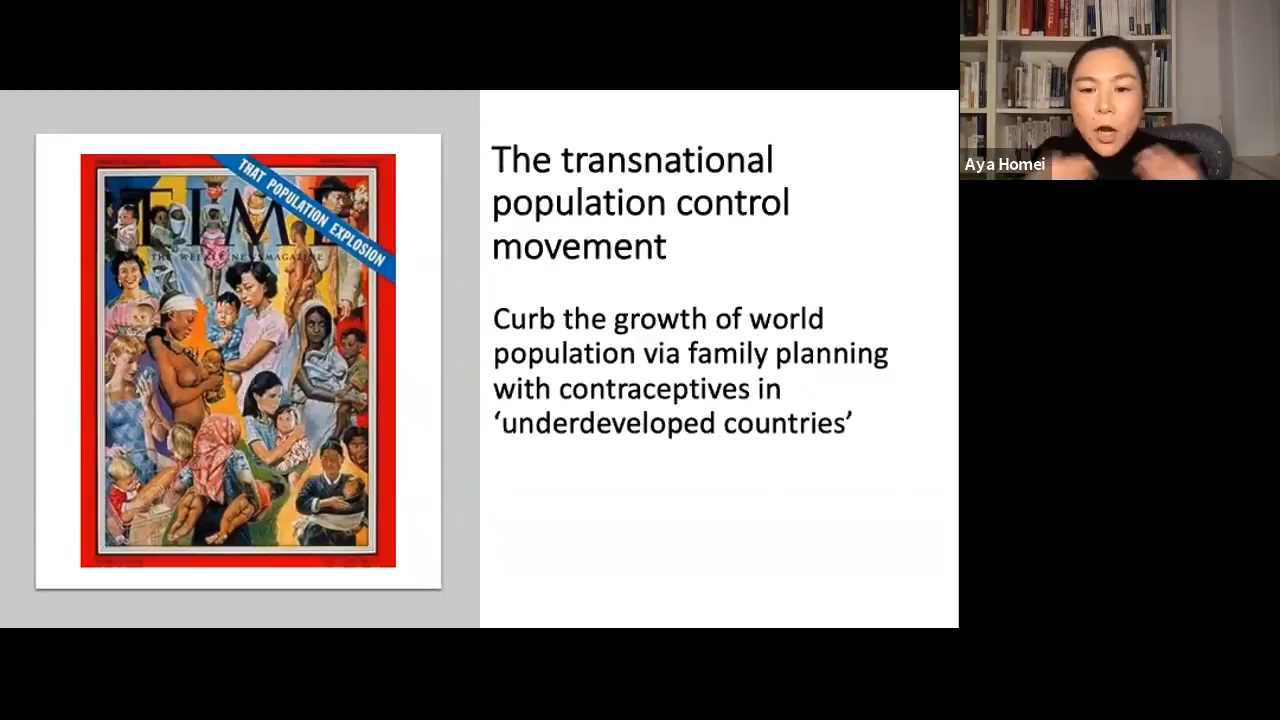 THAT POPULATION EXPLOSION
TIME
THE WEEKLY NEWSMAGAZINE
The transnational
population control
movement
Curb the growth of world
population via family planning
with contraceptives in
‘underdeveloped countries’
Aya Homei